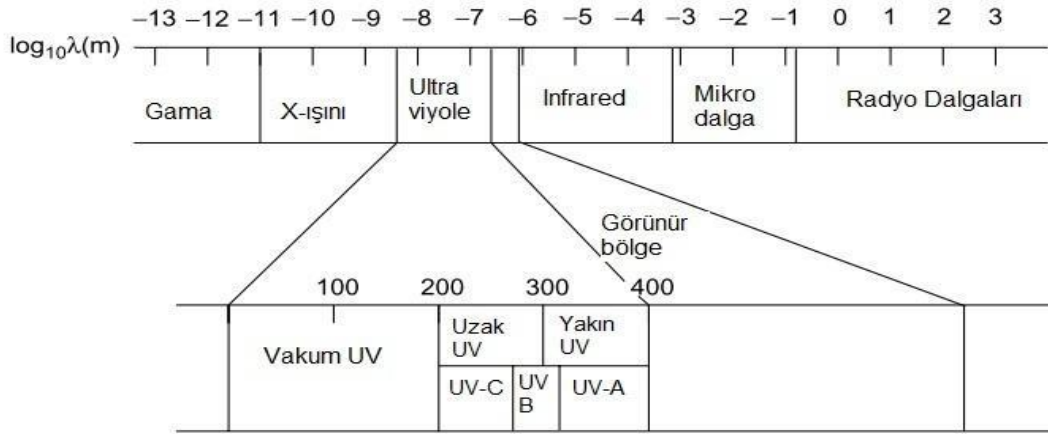 −13 −12 −11 −10 −9 −8 −7 −6 −5 −4 −3 −2 −1 0 1 2 3
log₁₀λ(m)
Gama
X-ışını
Ultra
viyole
Infrared
Mikro
dalga
Radyo Dalgaları
Görünür
bölge
100 200 300 400
Vakum UV
Uzak
UV
Yakın
UV
UV-C
UV
B
UV-A